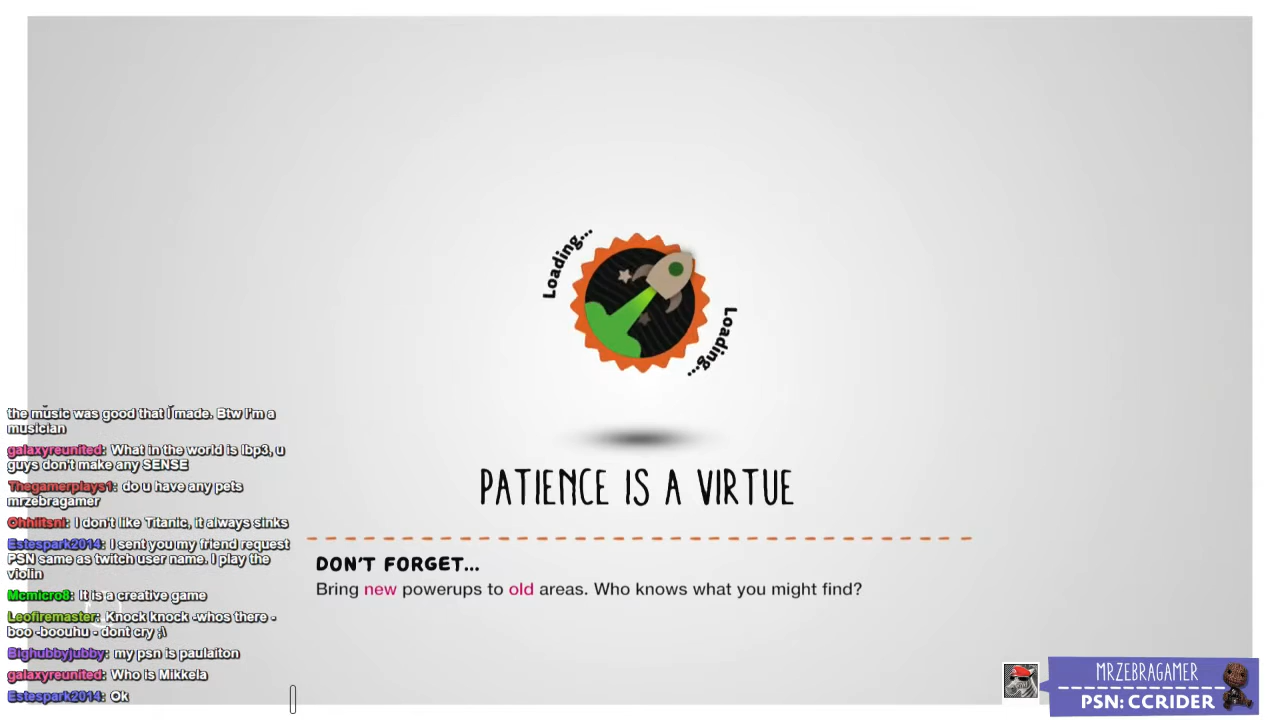 Loading...
Loading...
PATIENCE IS A VIRTUE
DON'T FORGET...
Bring new powerups to old areas. Who knows what you might find?
the music was good that I made. Btw I'm a
musician
galaxyreunited: What in the world is lbp3, u
guys don't make any SENSE
Thegamerplays1: do u have any pets
mrzebragamer
Ohhiitsni: I don't like Titanic, it always sinks
Estespark2014: I sent you my friend request
PSN same as twitch user name. I play the
violin
Mcmicro8: It is a creative game
Leofiremaster: Knock knock -whos there -
boo -boouhu - dont cry ;\
Bighubbyjubby: my psn is paulaiton
galaxyreunited: Who is Mikkela
Estespark2014: Ok
MRZEBRAGAMER
PSN: CCRIDER